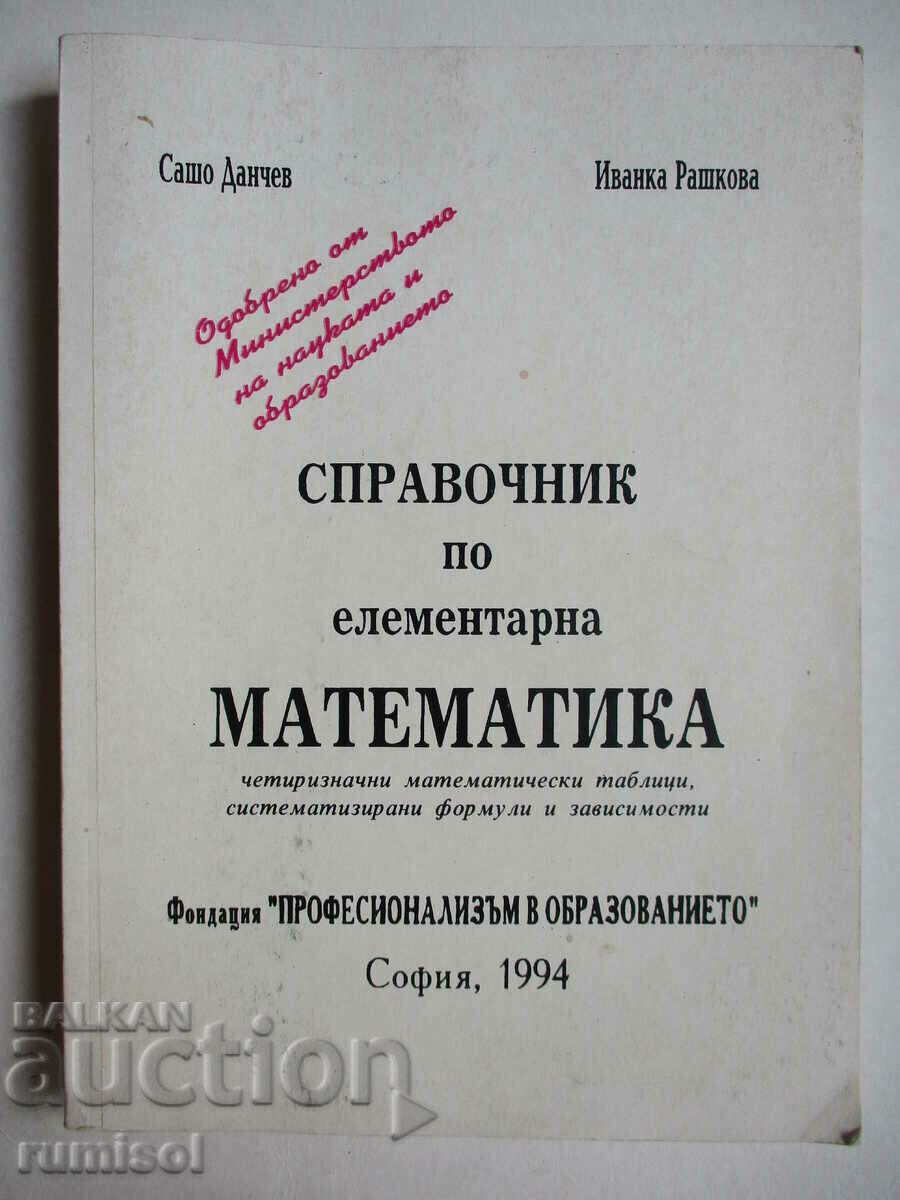 Сашо Данчев
Иванка Рашкова
Одобрено от
Министерството
на науката и
образованието
СПРАВОЧНИК
по
елементарна
МАТЕМАТИКА
четиризначни математически таблици,
систематизирани формули и зависимости
Фондация "ПРОФЕСИОНАЛИЗЪМ В ОБРАЗОВАНИЕТО"
София, 1994
BALKAN
auction
rumisol